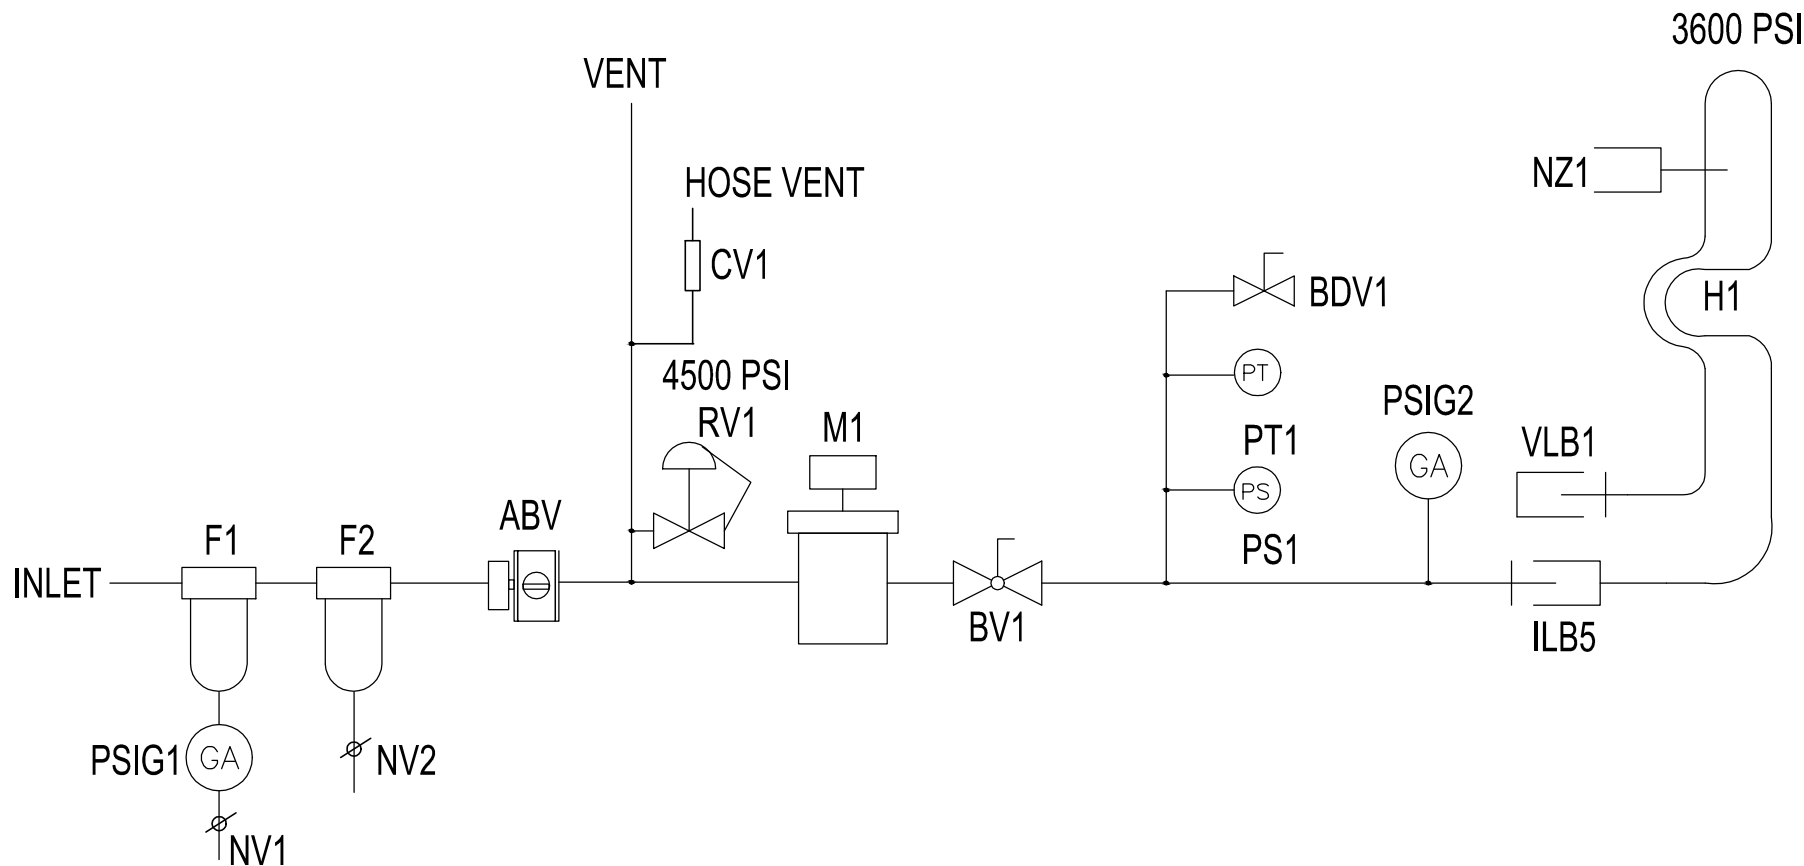 3600 PSI
VENT
HOSE VENT
NZ1
CV1
BDV1
H1
4500 PSI
RV1
PT
M1
PSIG2
PT1
VLB1
GA
PS
ABV
F1
F2
PS1
INLET
BV1
ILB5
PSIG1
GA
NV2
NV1